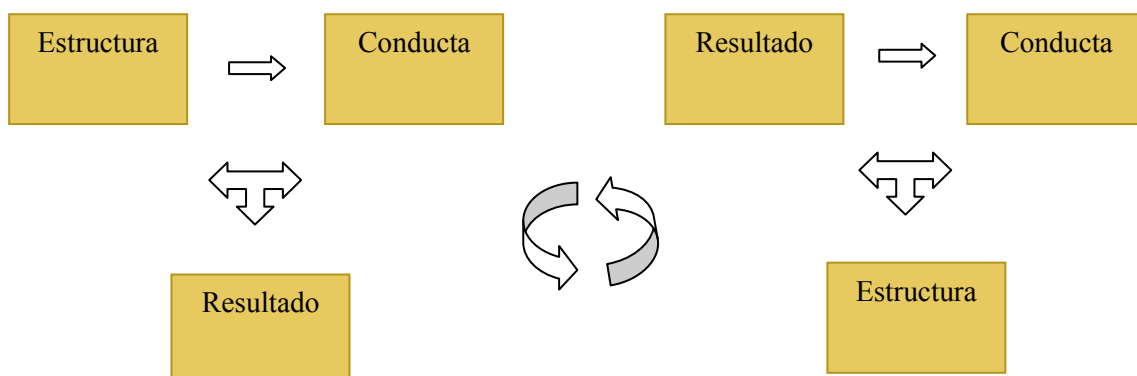 Estructura
Conducta
Resultado
Conducta
Resultado
Estructura